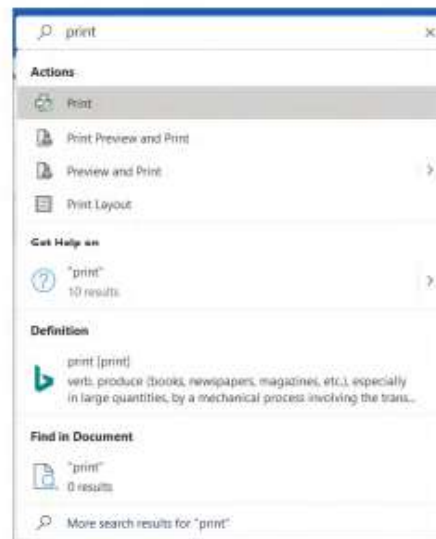 print
Actions
Print
Print Preview and Print
Preview and Print
Print Layout
Get Help on
"print"
10 results
Definition
print [print]
verb. produce (books, newspapers, magazines, etc.), especially
in large quantities, by a mechanical process involving the trans...
Find in Document
"print"
0 results
More search results for "print"